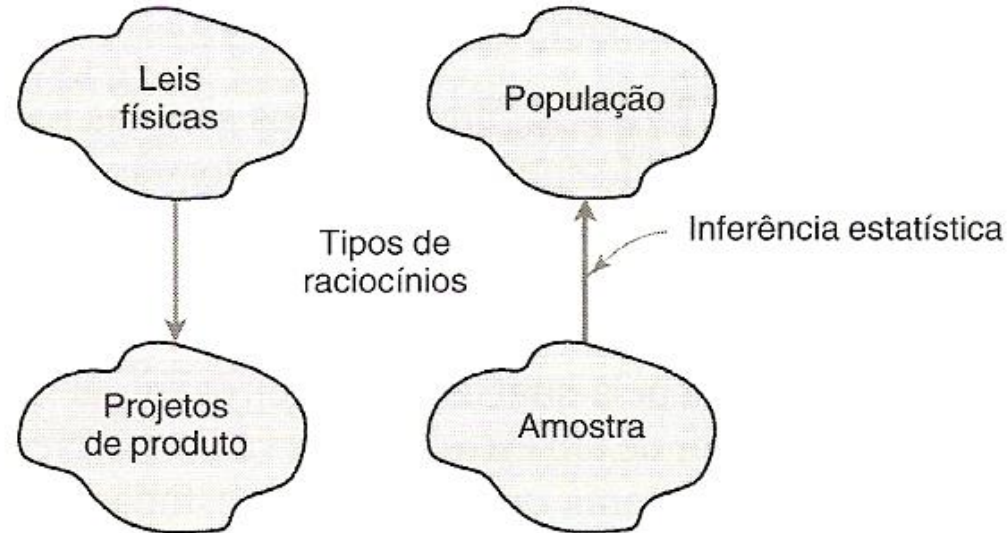 Leis
físicas
População
Tipos de
raciocínios
Inferência estatística
Projetos
de produto
Amostra